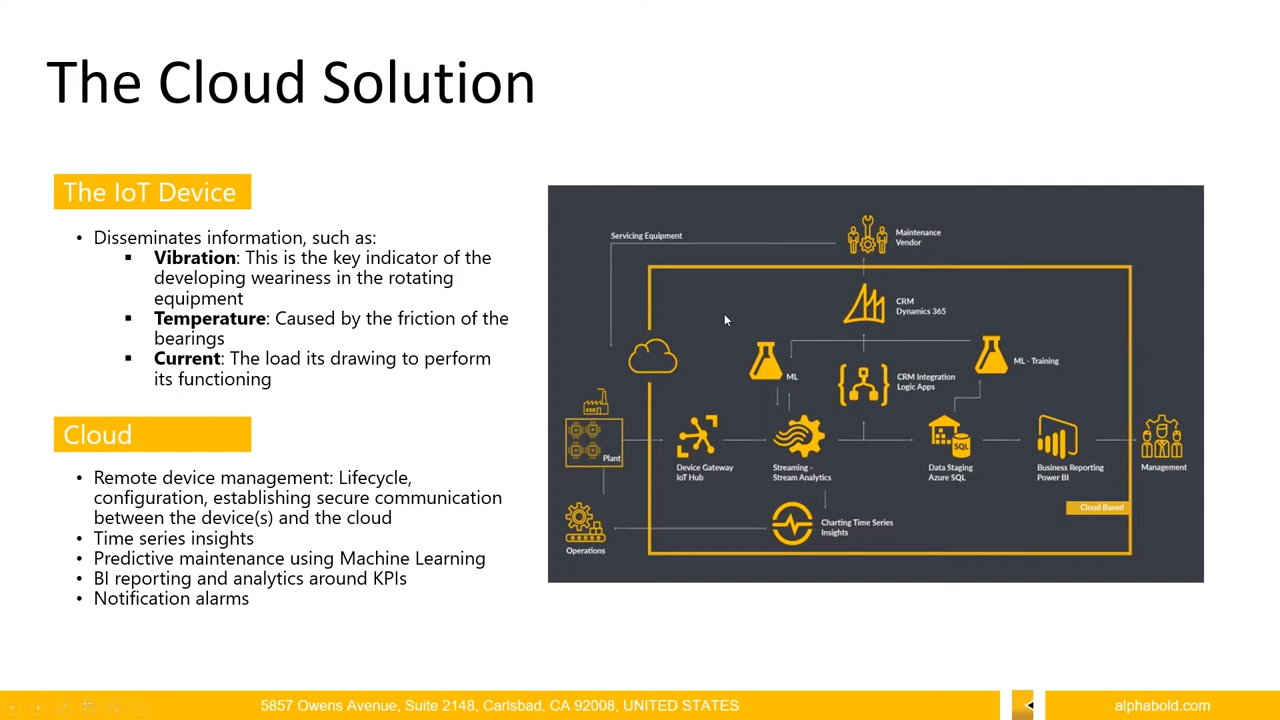 The Cloud Solution
The IoT Device
• Disseminates information, such as:
▪ Vibration: This is the key indicator of the
developing weariness in the rotating
equipment
▪ Temperature: Caused by the friction of the
bearings
▪ Current: The load its drawing to perform
its functioning
Cloud
• Remote device management: Lifecycle,
configuration, establishing secure communication
between the device(s) and the cloud
• Time series insights
• Predictive maintenance using Machine Learning
• BI reporting and analytics around KPIs
• Notification alarms
Servicing Equipment
Maintenance
Vendor
CRM
Dynamics 365
ML
ML - Training
CRM Integration
Logic Apps
Plant
Device Gateway
IoT Hub
Streaming -
Stream Analytics
SQL
Data Staging
Azure SQL
Business Reporting
Power BI
Management
Cloud Based
Charting Time Series
Insights
Operations
5857 Owens Avenue, Suite 2148, Carlsbad, CA 92008, UNITED STATES
alphabold.com